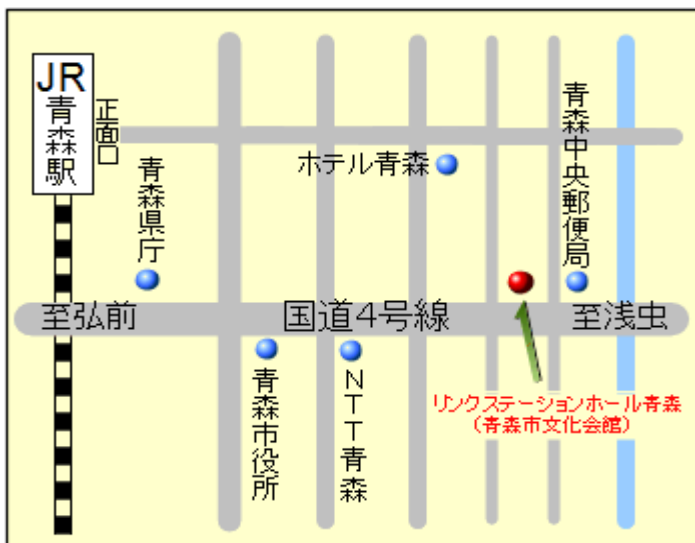 JR
青森駅
正面口
青森県庁
ホテル青森
青森中央郵便局
至弘前
国道4号線
至浅虫
青森市役所
NTT青森
リンクステーションホール青森
(青森市文化会館)